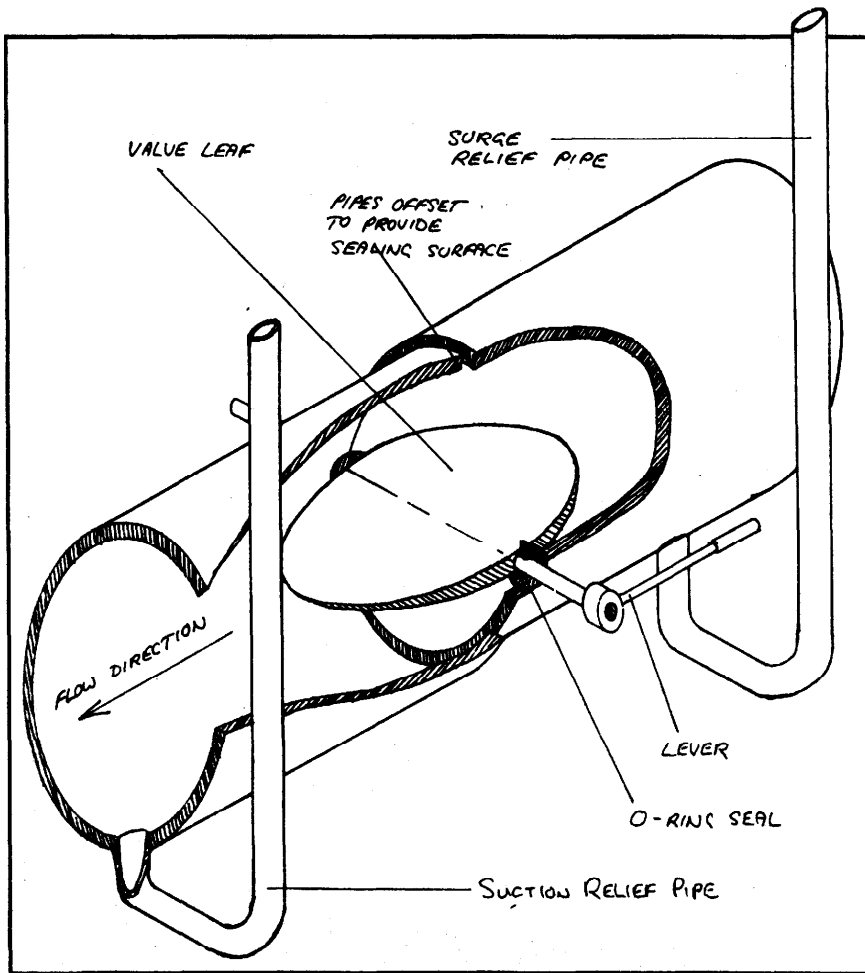 VALUE LEAF
SURGE
RELIEF PIPE
PIPES OFFSET
TO PROVIDE
SEALING SURFACE
FLOW DIRECTION
LEVER
O-RING SEAL
SUCTION RELIEF PIPE